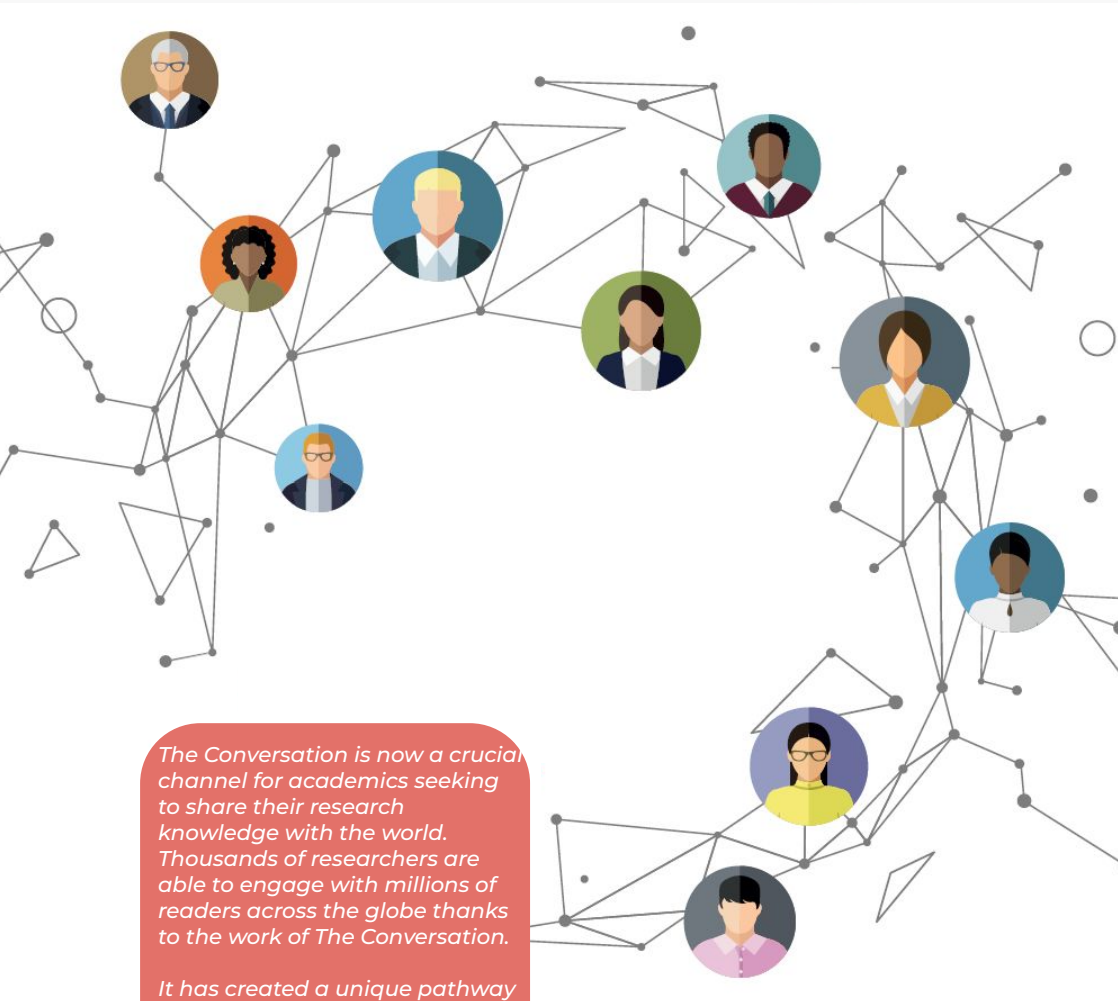 The Conversation is now a crucial
channel for academics seeking
to share their research
knowledge with the world.
Thousands of researchers are
able to engage with millions of
readers across the globe thanks
to the work of The Conversation.
It has created a unique pathway